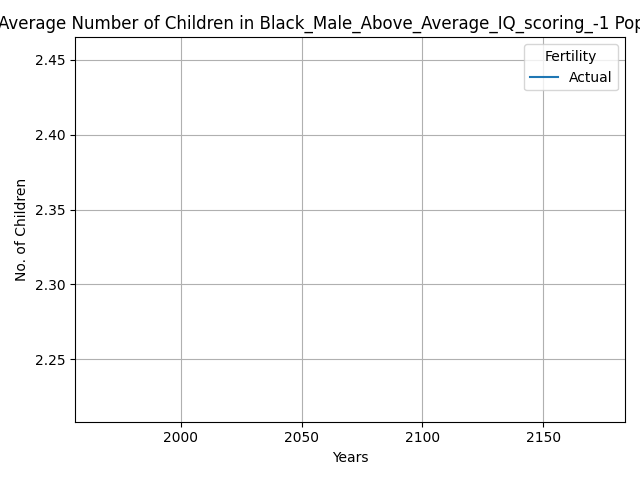 Average Number of Children in Black_Male_Above_Average_IQ_scoring_-1 Pop
Fertility
Actual
2.45
2.40
2.35
2.30
2.25
No. of Children
2000 2050 2100 2150
Years